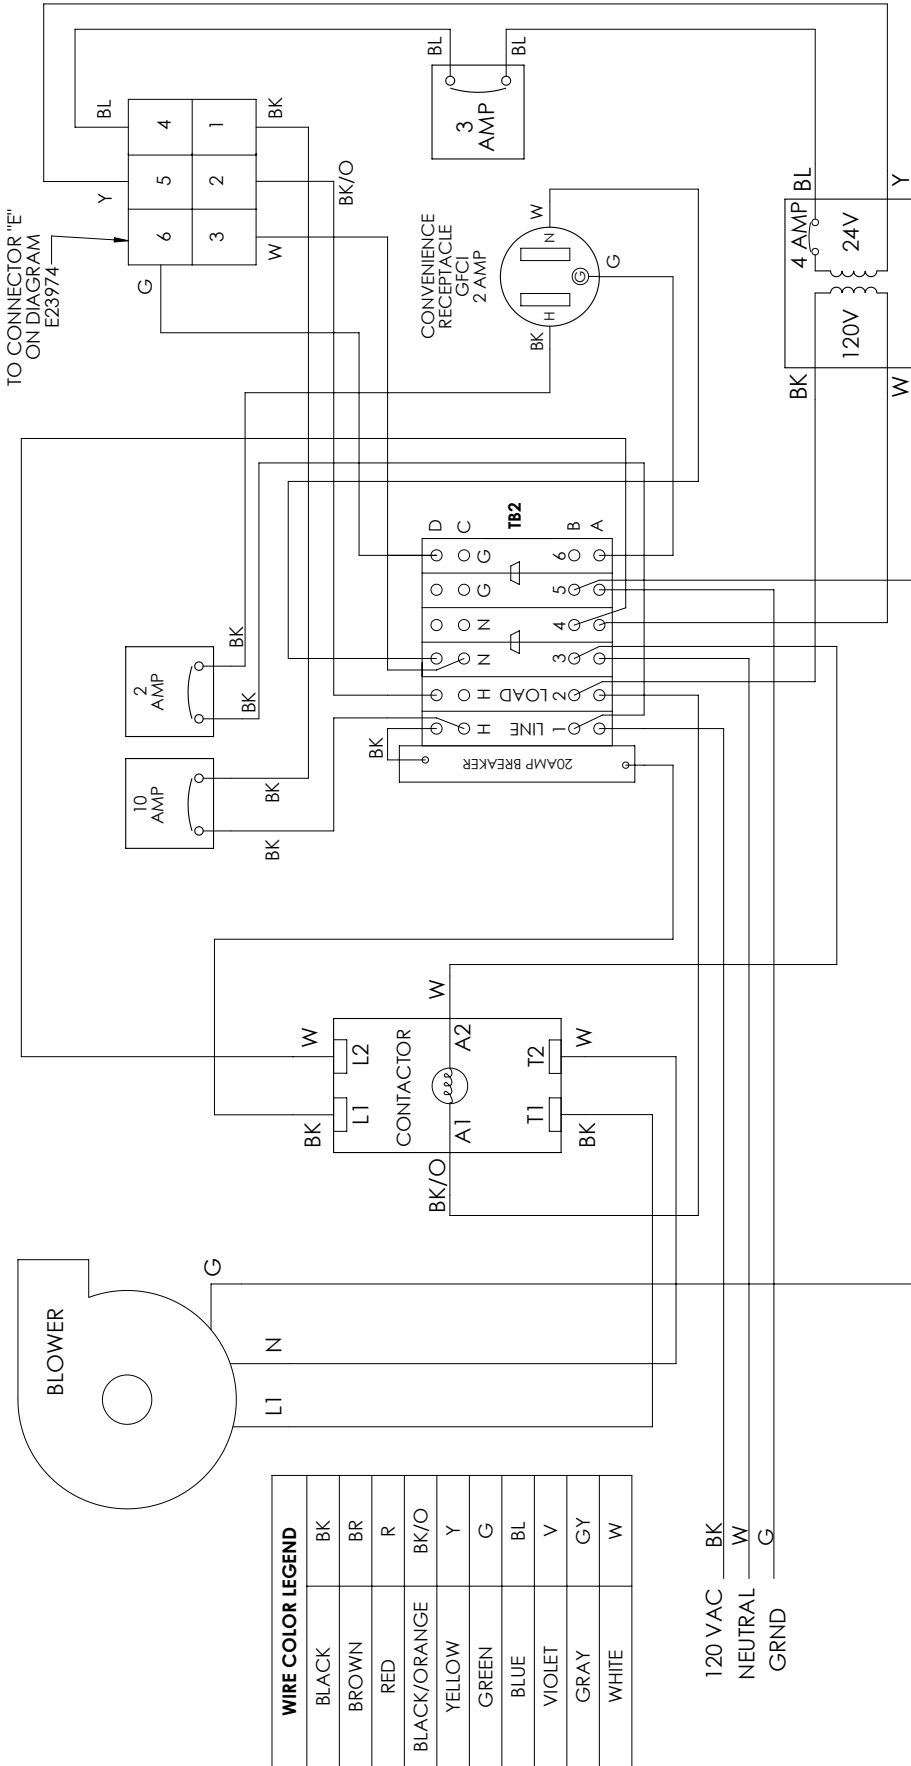 TO CONNECTOR "E"
ON DIAGRAM
E23974
G
Y
BL
6
5
4
3
2
1
W
BK/O
BK
BL
BL
3
AMP
CONVENIENCE
RECEPTACLE
GFCI
2 AMP
BK
W
H
N
G
G
BK
BL
4 AMP
120V
24V
W
Y
2
AMP
BK
BK
10
AMP
BK
BK
BK
20AMP BREAKER
D
C
TB2
B
A
H
H
N
N
G
G
LINE
LOAD
1
2
3
4
5
6
BK
W
L1
L2
CONTACTOR
A1
A2
BK/O
W
T1
T2
BK
W
BLOWER
L1
N
G
WIRE COLOR LEGEND
BLACK BK
BROWN BR
RED R
BLACK/ORANGE BK/O
YELLOW Y
GREEN G
BLUE BL
VIOLET V
GRAY GY
WHITE W
120 VAC BK
NEUTRAL W
GRND G